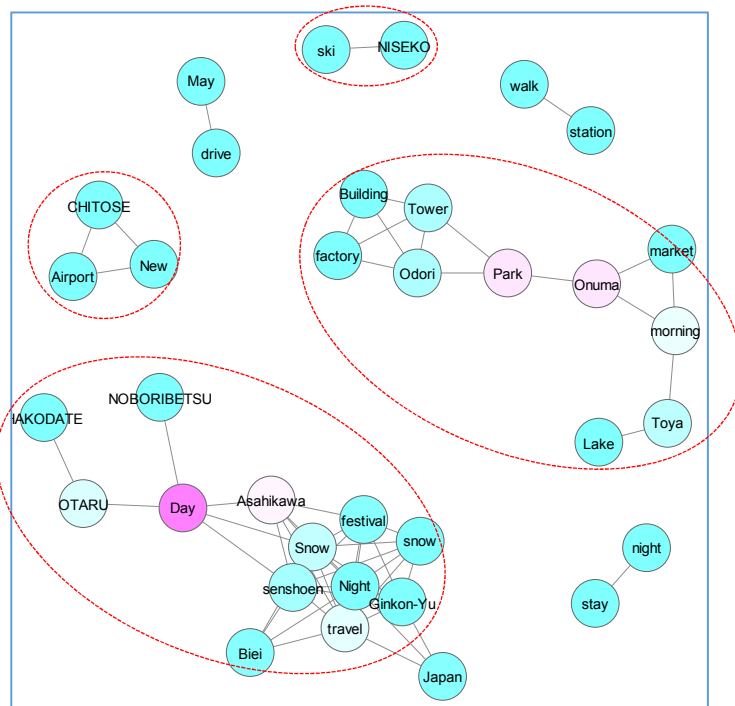 ski
NISEKO
May
walk
station
drive
Building
Tower
CHITOSE
market
factory
New
Airport
Odori
Park
Onuma
morning
NOBORIBETSU
HAKODATE
Toya
Lake
OTARU
Day
Asahikawa
festival
Snow
snow
night
senshoen
Night
Ginkon-Yu
stay
travel
Biei
Japan